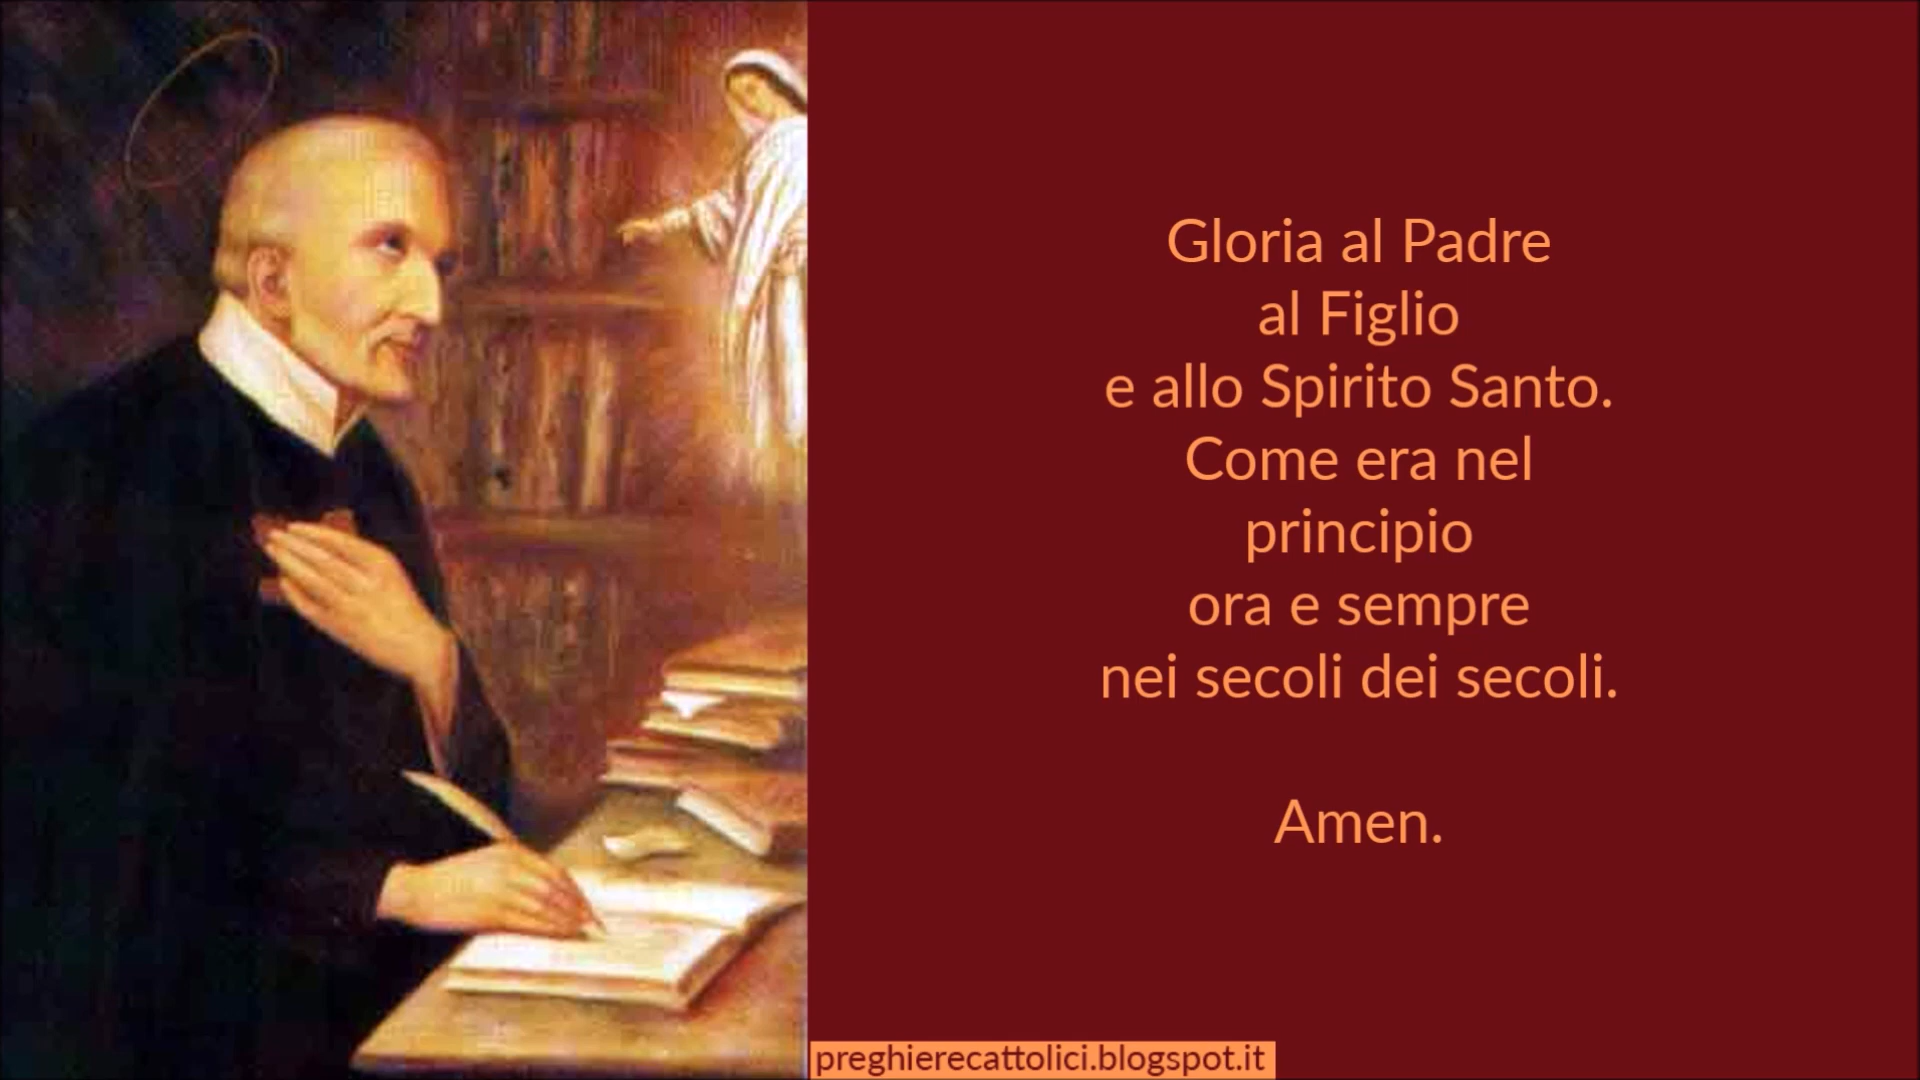 Gloria al Padre
al Figlio
e allo Spirito Santo.
Come era nel
principio
ora e sempre
nei secoli dei secoli.
Amen.
preghierecattolici.blogspot.it